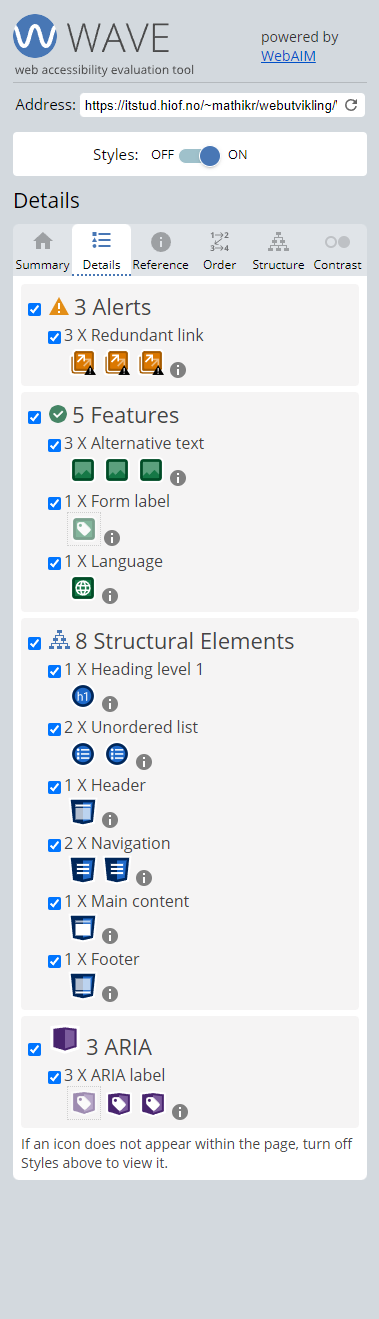 WAVE
web accessibility evaluation tool
powered by
WebAIM
Address: https://itstud.hiof.no/~mathikr/webutvikling/
Styles: OFF ON
Details
Summary Details Reference Order Structure Contrast
3 Alerts
3 X Redundant link
5 Features
3 X Alternative text
1 X Form label
1 X Language
8 Structural Elements
1 X Heading level 1
h1
2 X Unordered list
1 X Header
2 X Navigation
1 X Main content
1 X Footer
3 ARIA
3 X ARIA label
If an icon does not appear within the page, turn off
Styles above to view it.